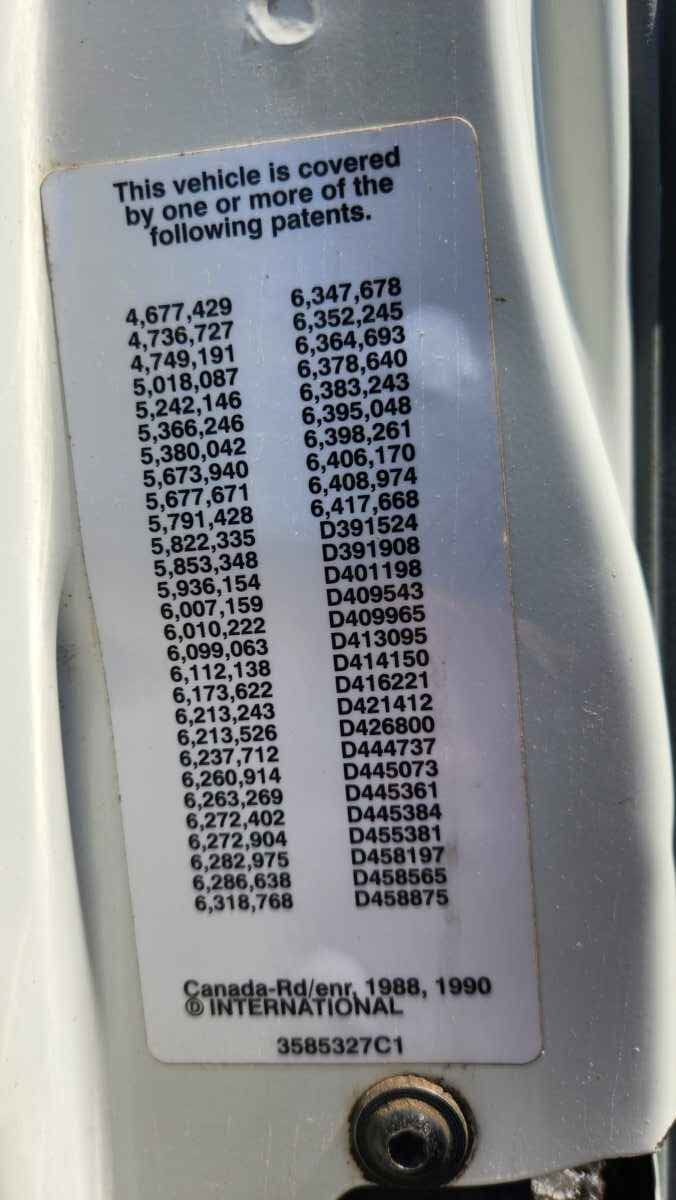 This vehicle is covered
by one or more of the
following patents.
4,677,429
4,736,727
4,749,191
5,018,087
5,242,146
5,366,246
5,380,042
5,673,940
5,677,671
5,791,428
5,822,335
5,853,348
5,936,154
6,007,159
6,010,222
6,099,063
6,112,138
6,173,622
6,213,243
6,213,526
6,237,712
6,260,914
6,263,269
6,272,402
6,272,904
6,282,975
6,286,638
6,318,768
6,347,678
6,352,245
6,364,693
6,378,640
6,383,243
6,395,048
6,398,261
6,406,170
6,408,974
6,417,668
D391524
D391908
D401198
D409543
D409965
D413095
D414150
D416221
D421412
D426800
D444737
D445073
D445361
D445384
D455381
D458197
D458565
D458875
Canada-Rd/enr, 1988, 1990
© INTERNATIONAL
3585327C1